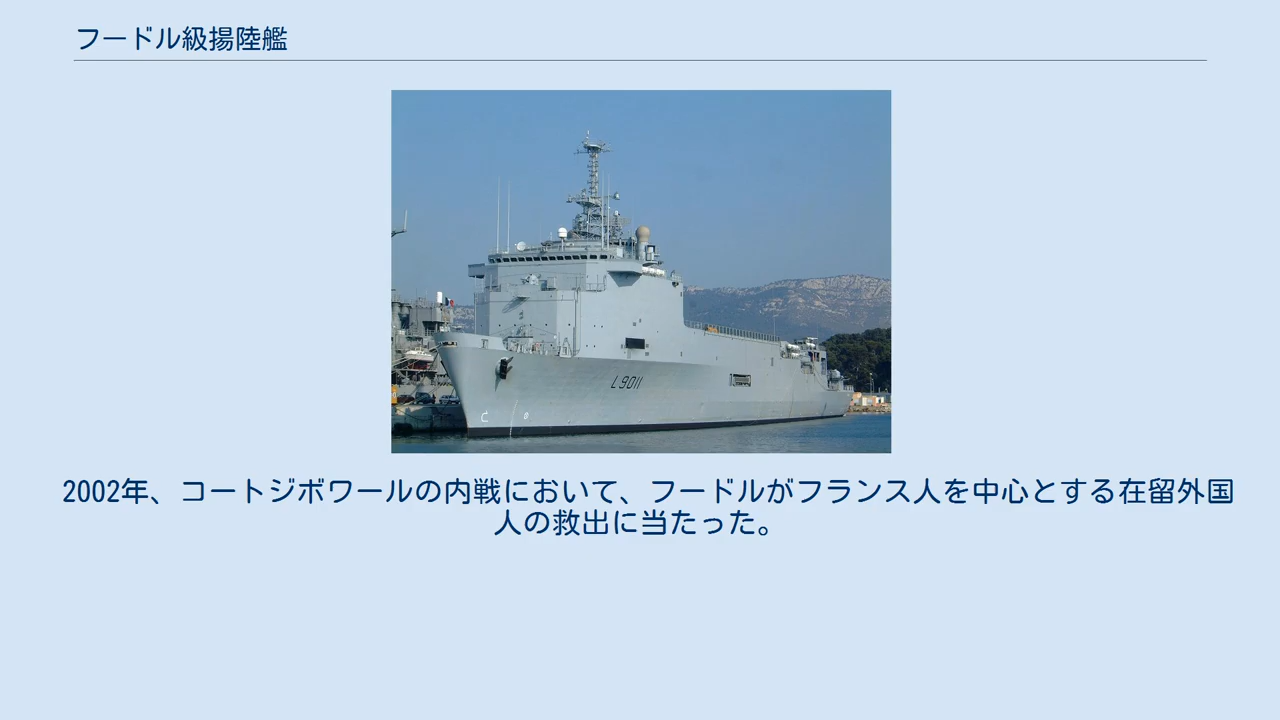 フードル級揚陸艦
L9011
2002年、コートジボワールの内戦において、フードルがフランス人を中心とする在留外国
人の救出に当たった。